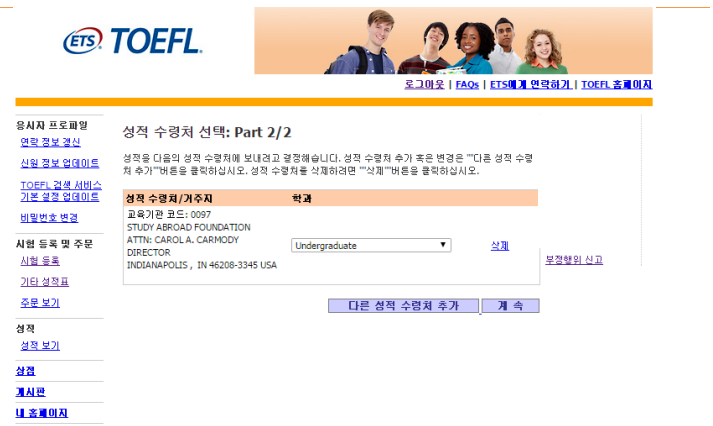 ETS TOEFL.
로그아웃 | FAQs | ETS에게 연락하기 | TOEFL 홈페이지
응시자 프로파일
연락 정보 갱신
신원 정보 업데이트
TOEFL 검색 서비스
기본 설정 업데이트
비밀번호 변경
시험 등록 및 주문
시험 등록
기타 성적표
주문 보기
성적
성적 보기
상점
게시판
내 홈페이지
성적 수령처 선택: Part 2/2
성적을 다음의 성적 수령처에 보내려고 결정했습니다. 성적 수령처 추가 혹은 변경은 ""다른 성적 수령
처 추가""버튼을 클릭하십시오. 성적 수령처를 삭제하려면 ""삭제""버튼을 클릭하십시오.
성적 수령처/거주지 학과
교육기관 코드: 0097
STUDY ABROAD FOUNDATION
ATTN: CAROL A. CARMODY
DIRECTOR
INDIANAPOLIS , IN 46208-3345 USA
Undergraduate 삭제
부정행위 신고
다른 성적 수령처 추가 계 속